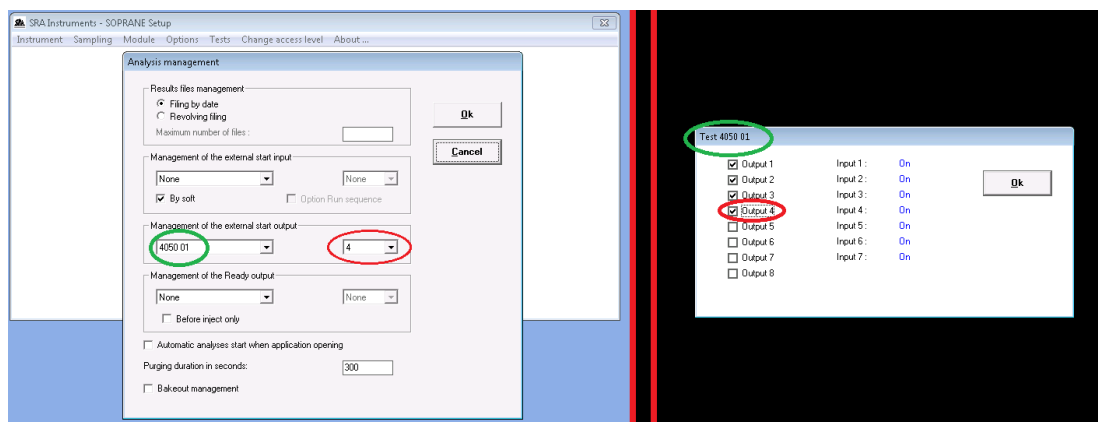 SRA Instruments - SOPRANE Setup
Instrument Sampling Module Options Tests Change access level About ...
Analysis management
Results files management
Filing by date
Revolving filing
Maximum number of files :
Ok
Cancel
Management of the external start input
None None
By soft Option Run sequence
Management of the external start output
4050 01 4
Management of the Ready output
None None
Before inject only
Automatic analyses start when application opening
Purging duration in seconds: 300
Bakeout management
Test 4050 01
Output 1 Input 1 : On
Output 2 Input 2 : On
Output 3 Input 3 : On
Output 4 Input 4 : On
Output 5 Input 5 : On
Output 6 Input 6 : On
Output 7 Input 7 : On
Output 8
Ok